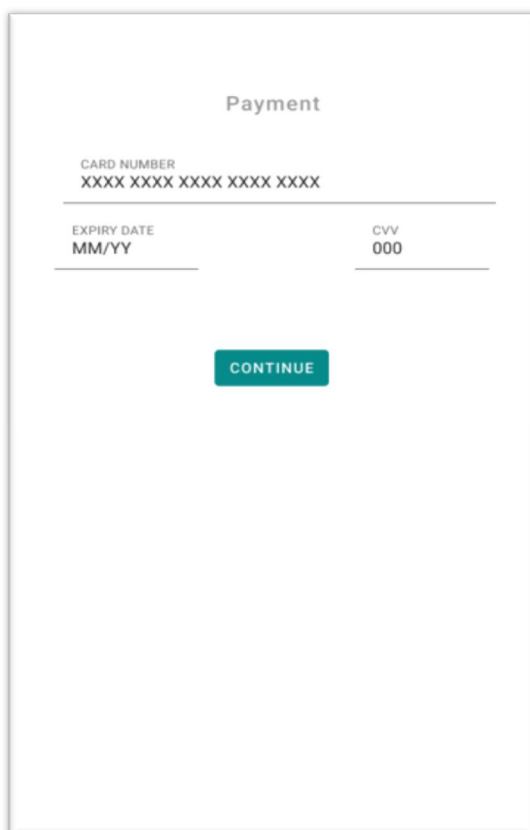 Payment
CARD NUMBER
XXXX XXXX XXXX XXXX XXXX
EXPIRY DATE
MM/YY
CVV
000
CONTINUE